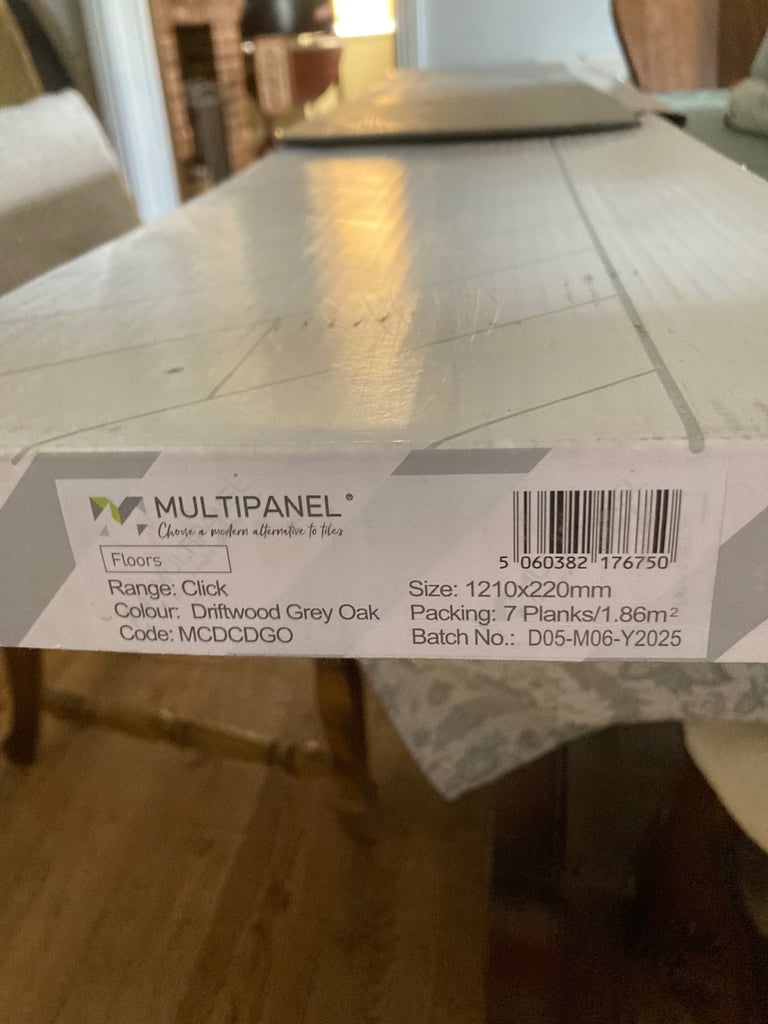 MULTIPANEL®
Choose a modern alternative to tiles
Floors
Range: Click
Colour: Driftwood Grey Oak
Code: MCDCDGO
5 060382 176750
Size: 1210x220mm
Packing: 7 Planks/1.86m²
Batch No.: D05-M06-Y2025